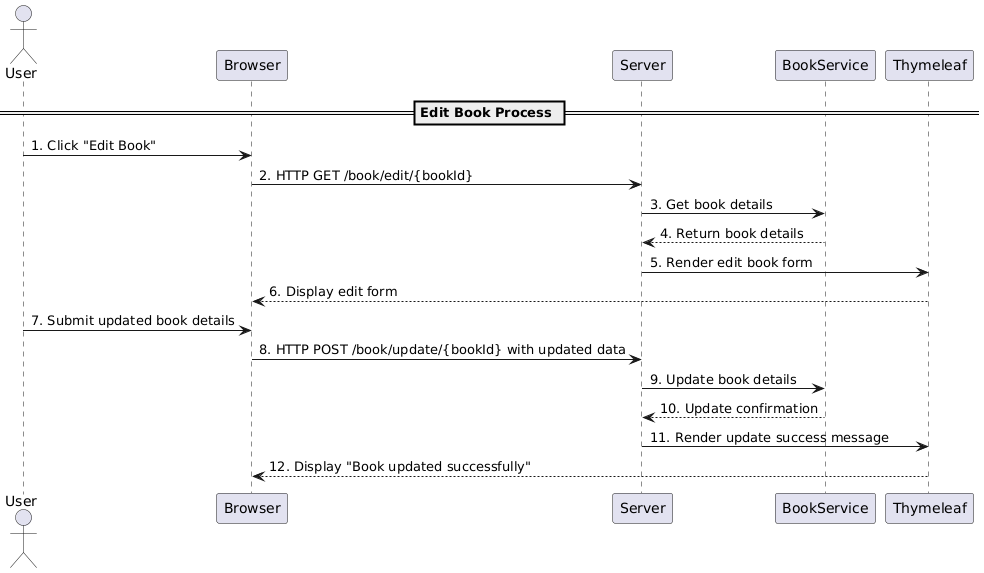 User
Browser
Server
BookService
Thymeleaf
Edit Book Process
1. Click "Edit Book"
2. HTTP GET /book/edit/{bookId}
3. Get book details
4. Return book details
5. Render edit book form
6. Display edit form
7. Submit updated book details
8. HTTP POST /book/update/{bookId} with updated data
9. Update book details
10. Update confirmation
11. Render update success message
12. Display "Book updated successfully"
User
Browser
Server
BookService
Thymeleaf